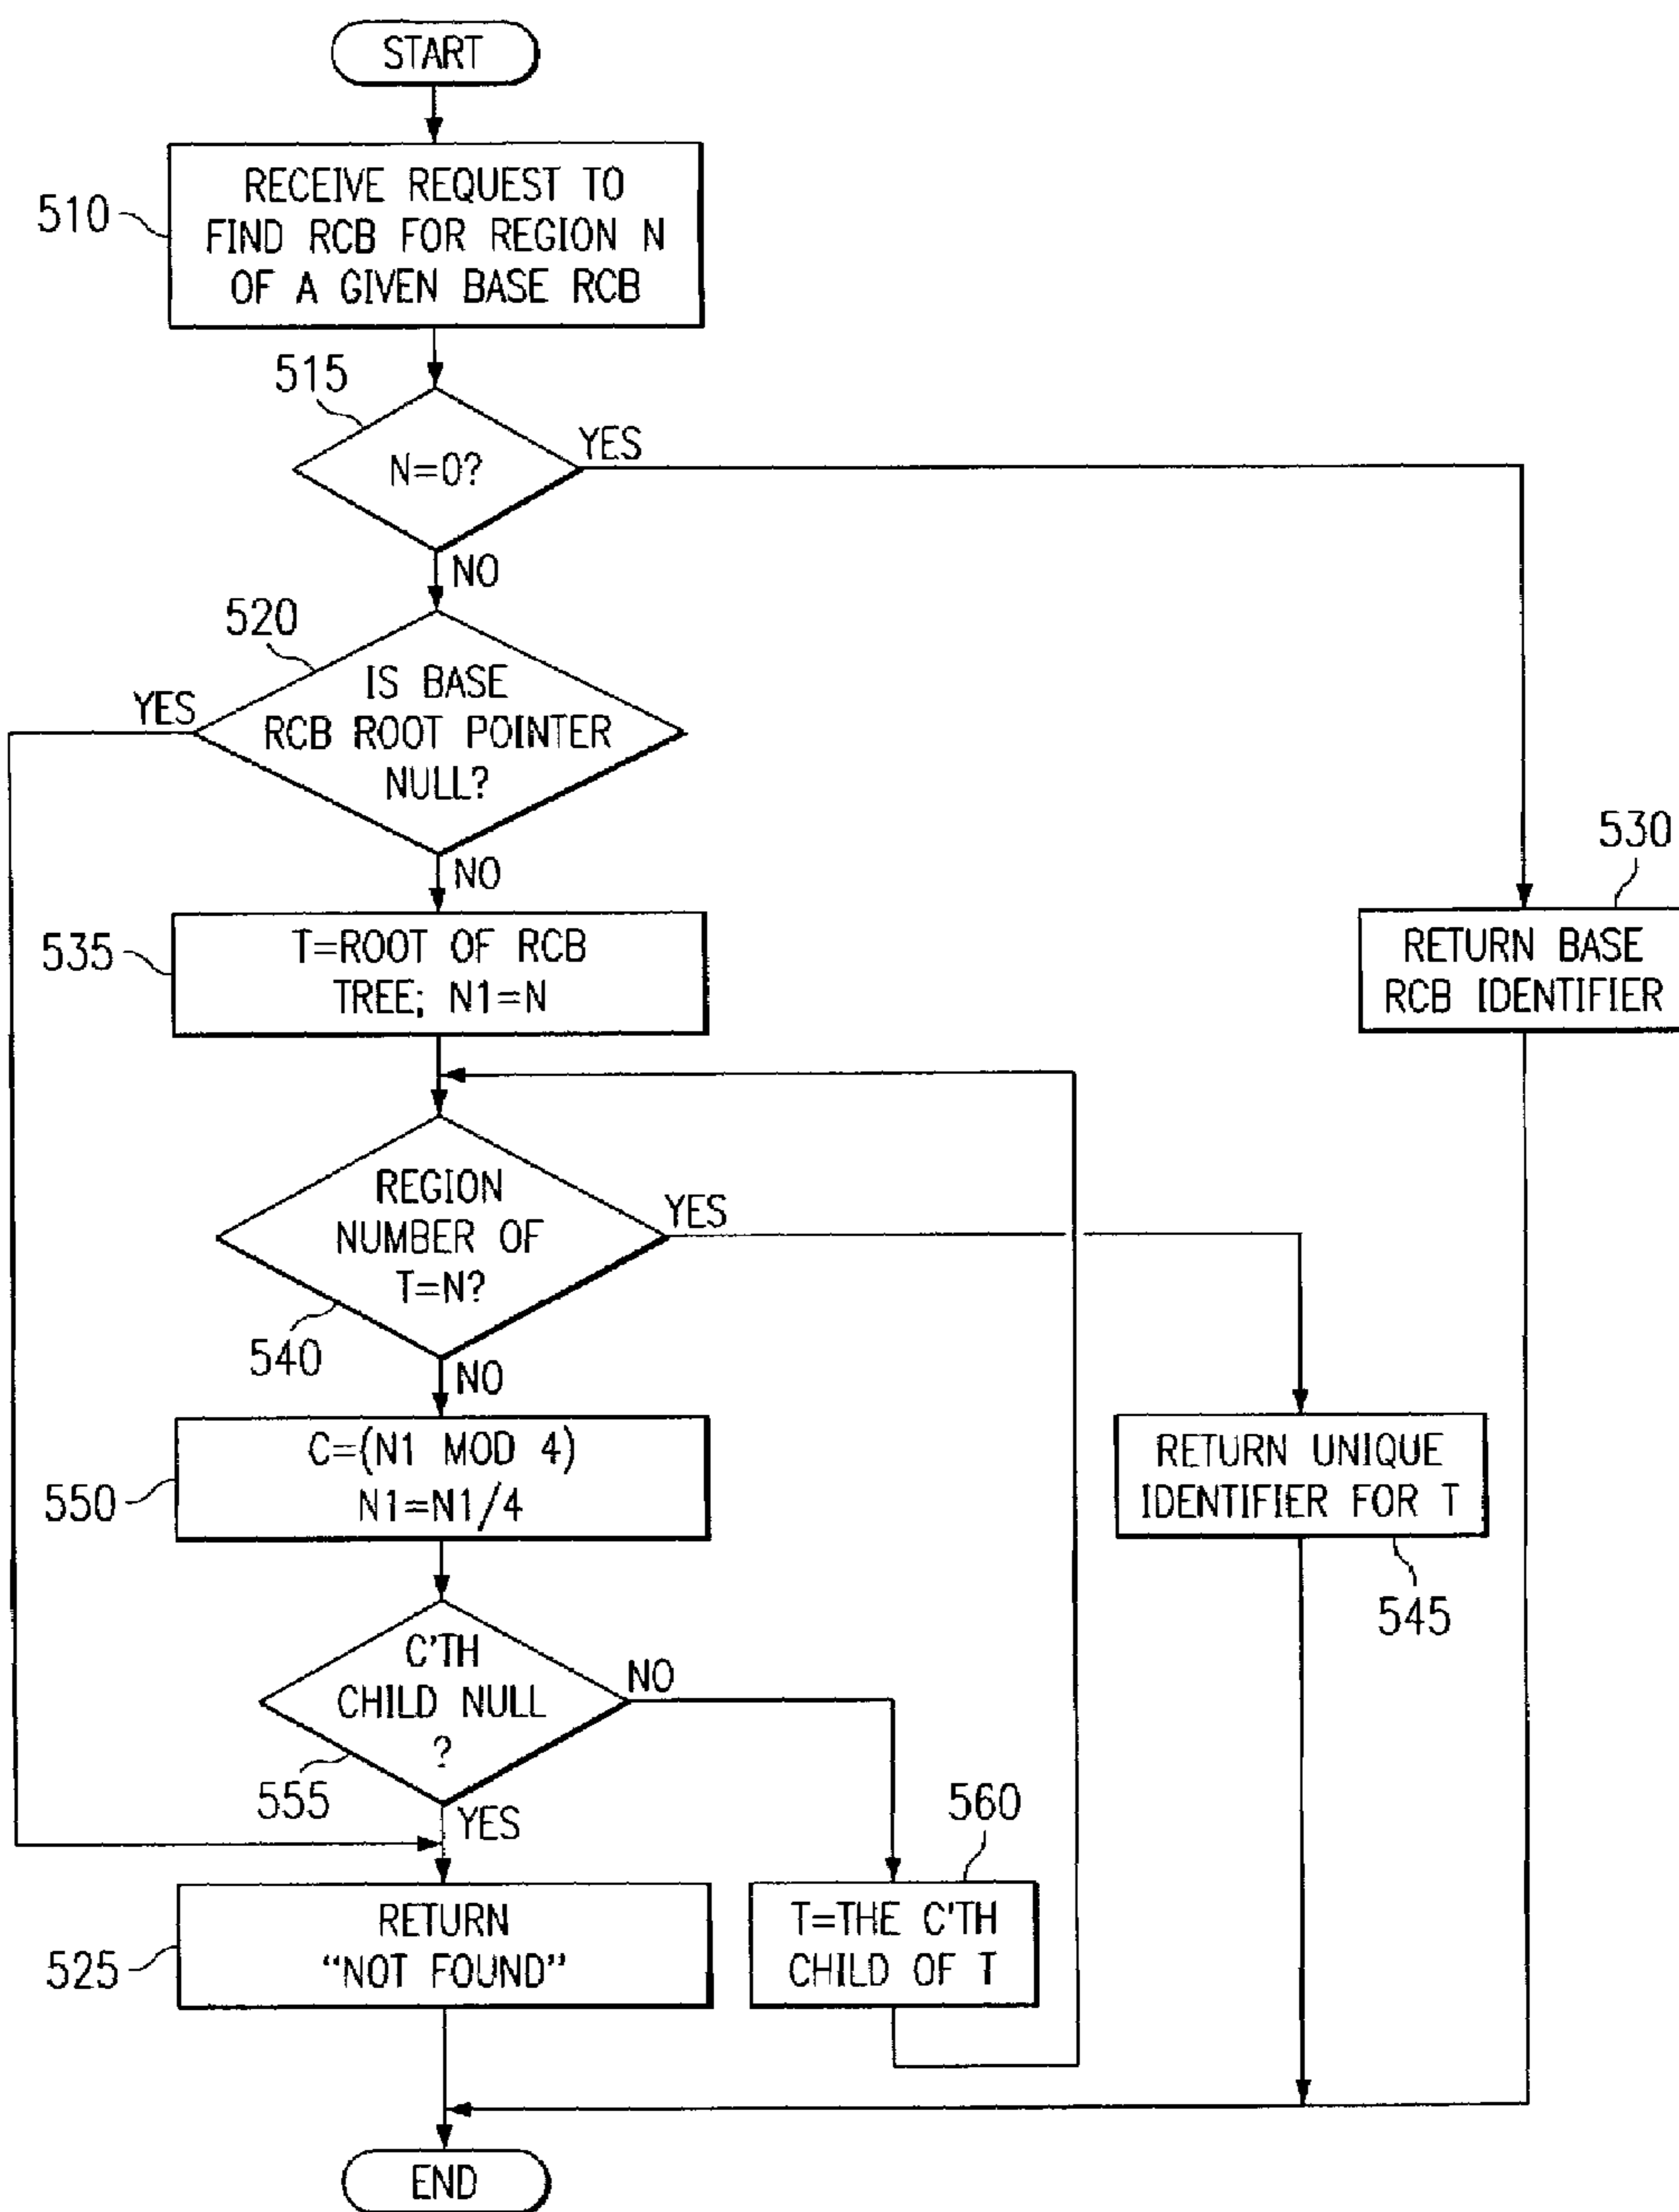 START
RECEIVE REQUEST TO
FIND RCB FOR REGION N
OF A GIVEN BASE RCB
510
515
N=0?
YES
NO
520
IS BASE
RCB ROOT POINTER
NULL?
YES
NO
530
RETURN BASE
RCB IDENTIFIER
535
T=ROOT OF RCB
TREE; N1=N
REGION
NUMBER OF
T=N?
YES
540
NO
C=(N1 MOD 4)
N1=N1/4
550
RETURN UNIQUE
IDENTIFIER FOR T
545
C'TH
CHILD NULL
?
NO
555
YES
560
T=THE C'TH
CHILD OF T
RETURN
“NOT FOUND”
525
END